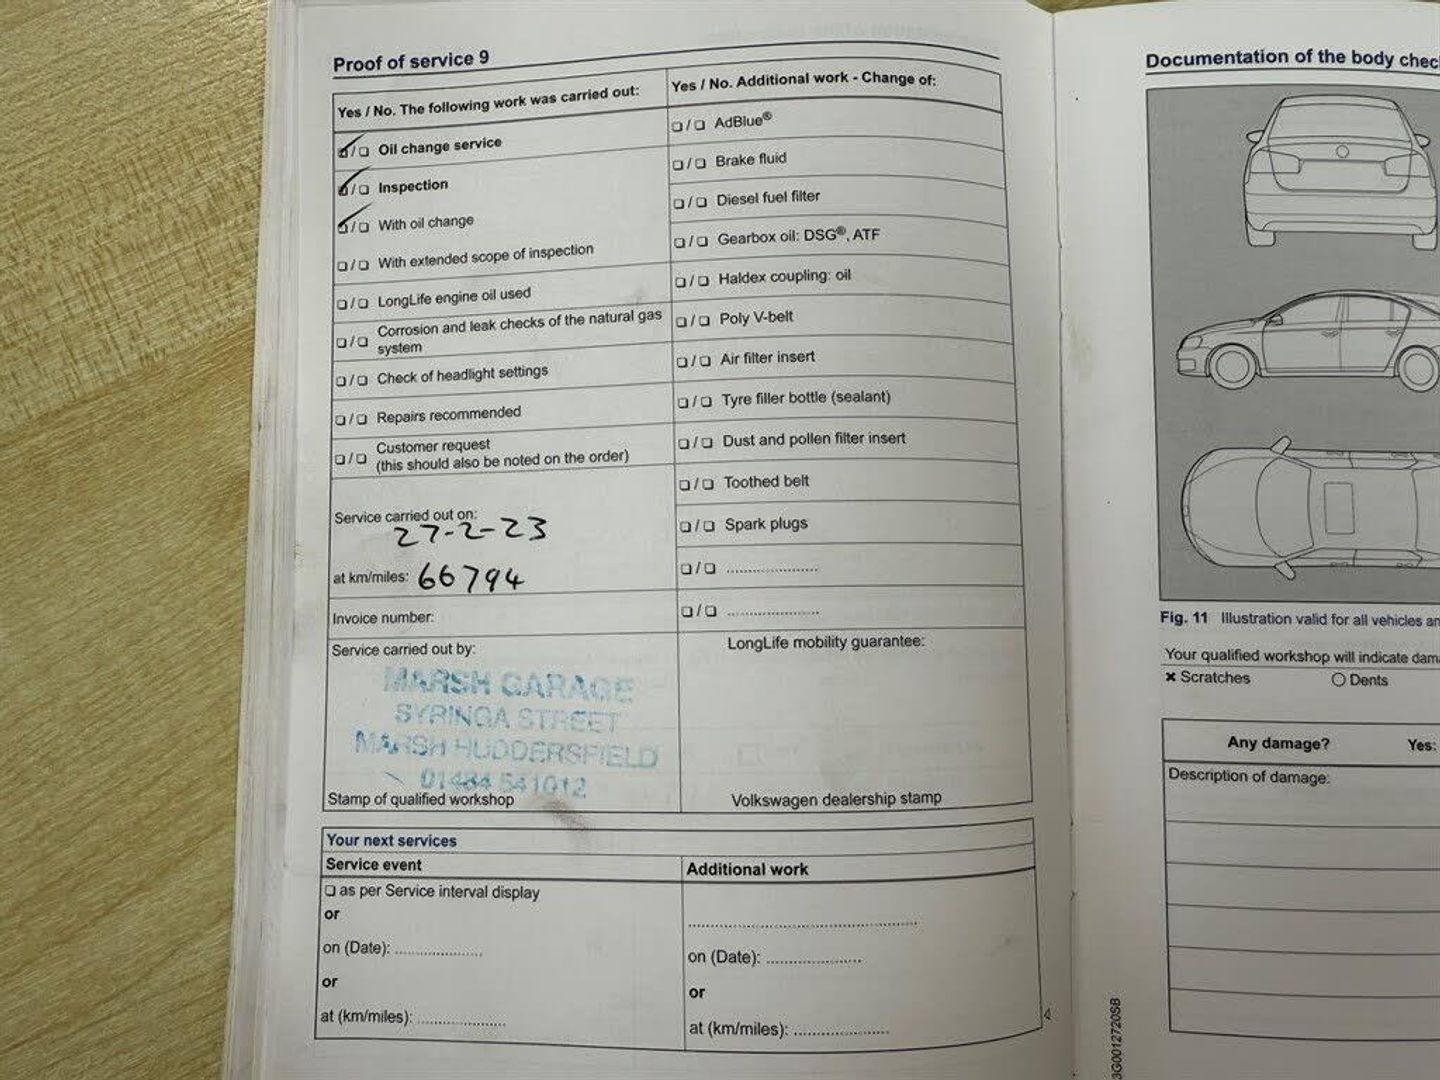 Proof of service 9
Yes / No. The following work was carried out:
☑/☐ Oil change service
☑/☐ Inspection
☑/☐ With oil change
☐/☐ With extended scope of inspection
☐/☐ LongLife engine oil used
☐/☐ Corrosion and leak checks of the natural gas
system
☐/☐ Check of headlight settings
☐/☐ Repairs recommended
☐/☐ Customer request
(this should also be noted on the order)
Service carried out on:
27-2-23
at km/miles: 66794
Invoice number:
Service carried out by:
MARSH GARAGE
SYRINGA STREET
MARSH HUDDERSFIELD
01484 541012
Stamp of qualified workshop
Yes / No. Additional work - Change of:
☐/☐ AdBlue®
☐/☐ Brake fluid
☐/☐ Diesel fuel filter
☐/☐ Gearbox oil: DSG®, ATF
☐/☐ Haldex coupling: oil
☐/☐ Poly V-belt
☐/☐ Air filter insert
☐/☐ Tyre filler bottle (sealant)
☐/☐ Dust and pollen filter insert
☐/☐ Toothed belt
☐/☐ Spark plugs
☐/☐ ....................
☐/☐ ....................
LongLife mobility guarantee:
Volkswagen dealership stamp
Your next services
Service event
☐ as per Service interval display
or
on (Date): ....................
or
at (km/miles): ....................
Additional work
..................................................
on (Date): ....................
or
at (km/miles): ....................
Documentation of the body chec
Fig. 11 Illustration valid for all vehicles an
Your qualified workshop will indicate dam
✖ Scratches ○ Dents
Any damage? Yes:
Description of damage:
3G0012720SB